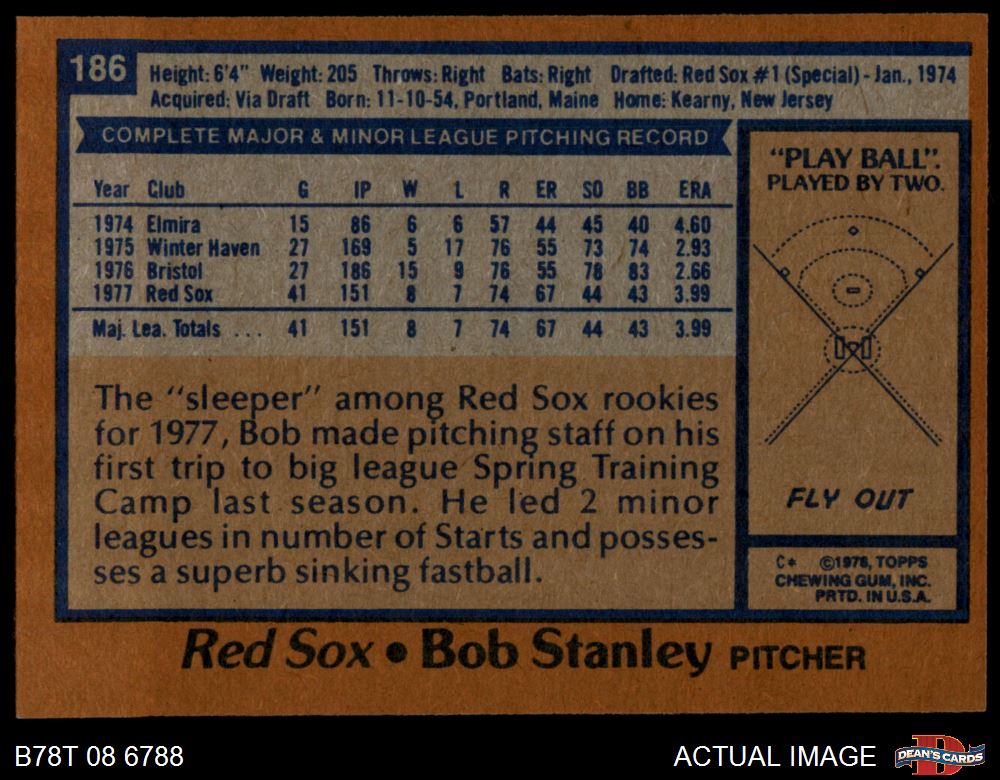 186
Height: 6'4" Weight: 205 Throws: Right Bats: Right Drafted: Red Sox #1 (Special) - Jan., 1974
Acquired: Via Draft Born: 11-10-54, Portland, Maine Home: Kearny, New Jersey
COMPLETE MAJOR & MINOR LEAGUE PITCHING RECORD
Year Club G IP W L R ER SO BB ERA
1974 Elmira 15 86 6 6 57 44 45 40 4.60
1975 Winter Haven 27 169 5 17 76 55 73 74 2.93
1976 Bristol 27 186 15 9 76 55 78 83 2.66
1977 Red Sox 41 151 8 7 74 67 44 43 3.99
Maj. Lea. Totals ... 41 151 8 7 74 67 44 43 3.99
The "sleeper" among Red Sox rookies
for 1977, Bob made pitching staff on his
first trip to big league Spring Training
Camp last season. He led 2 minor
leagues in number of Starts and posses-
ses a superb sinking fastball.
"PLAY BALL".
PLAYED BY TWO.
FLY OUT
C* ©1978, TOPPS
CHEWING GUM, INC.
PRTD. IN U.S.A.
Red Sox • Bob Stanley PITCHER
B78T 08 6788
ACTUAL IMAGE
D
DEAN'S CARDS